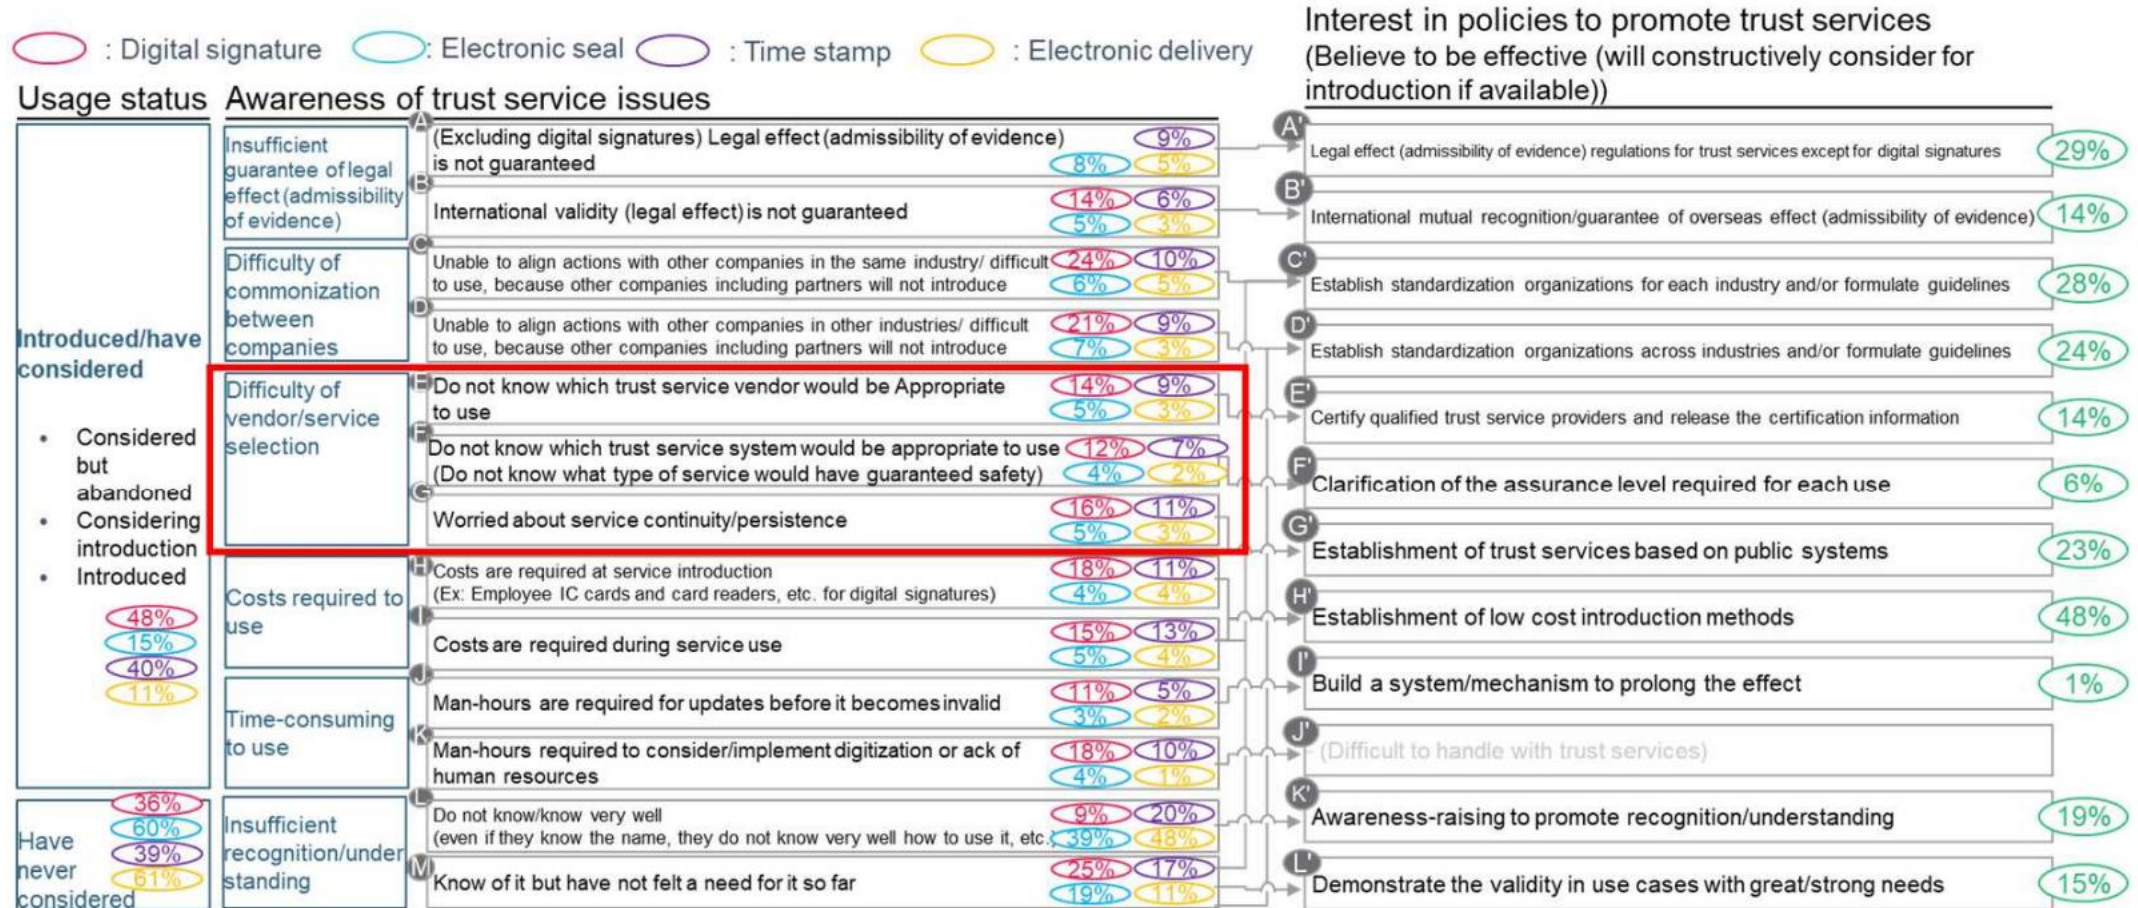 : Digital signature : Electronic seal : Time stamp : Electronic delivery
Interest in policies to promote trust services
(Believe to be effective (will constructively consider for
introduction if available))
Usage status Awareness of trust service issues
Introduced/have
considered
• Considered
but
abandoned
• Considering
introduction
• Introduced
48%
15%
40%
11%
Have
never
considered
36%
60%
39%
61%
Insufficient
guarantee of legal
effect (admissibility
of evidence)
A
(Excluding digital signatures) Legal effect (admissibility of evidence)
is not guaranteed
9%
8% 5%
B
International validity (legal effect) is not guaranteed
14% 6%
5% 3%
Difficulty of
commonization
between
companies
C
Unable to align actions with other companies in the same industry/ difficult
to use, because other companies including partners will not introduce
24% 10%
6% 5%
D
Unable to align actions with other companies in other industries/ difficult
to use, because other companies including partners will not introduce
21% 9%
7% 3%
Difficulty of
vendor/service
selection
E
Do not know which trust service vendor would be Appropriate
to use
14% 9%
5% 3%
F
Do not know which trust service system would be appropriate to use
(Do not know what type of service would have guaranteed safety)
12% 7%
4% 2%
G
Worried about service continuity/persistence
16% 11%
5% 3%
Costs required to
use
H
Costs are required at service introduction
(Ex: Employee IC cards and card readers, etc. for digital signatures)
18% 11%
4% 4%
I
Costs are required during service use
15% 13%
5% 4%
Time-consuming
to use
J
Man-hours are required for updates before it becomes invalid
11% 5%
3% 2%
K
Man-hours required to consider/implement digitization or ack of
human resources
18% 10%
4% 1%
Insufficient
recognition/under
standing
L
Do not know/know very well
(even if they know the name, they do not know very well how to use it, etc.
9% 20%
39% 48%
M
Know of it but have not felt a need for it so far
25% 17%
19% 11%
A'
Legal effect (admissibility of evidence) regulations for trust services except for digital signatures
29%
B'
International mutual recognition/guarantee of overseas effect (admissibility of evidence)
14%
C'
Establish standardization organizations for each industry and/or formulate guidelines
28%
D'
Establish standardization organizations across industries and/or formulate guidelines
24%
E'
Certify qualified trust service providers and release the certification information
14%
F'
Clarification of the assurance level required for each use
6%
G'
Establishment of trust services based on public systems
23%
H'
Establishment of low cost introduction methods
48%
I'
Build a system/mechanism to prolong the effect
1%
J'
(Difficult to handle with trust services)
K'
Awareness-raising to promote recognition/understanding
19%
L'
Demonstrate the validity in use cases with great/strong needs
15%